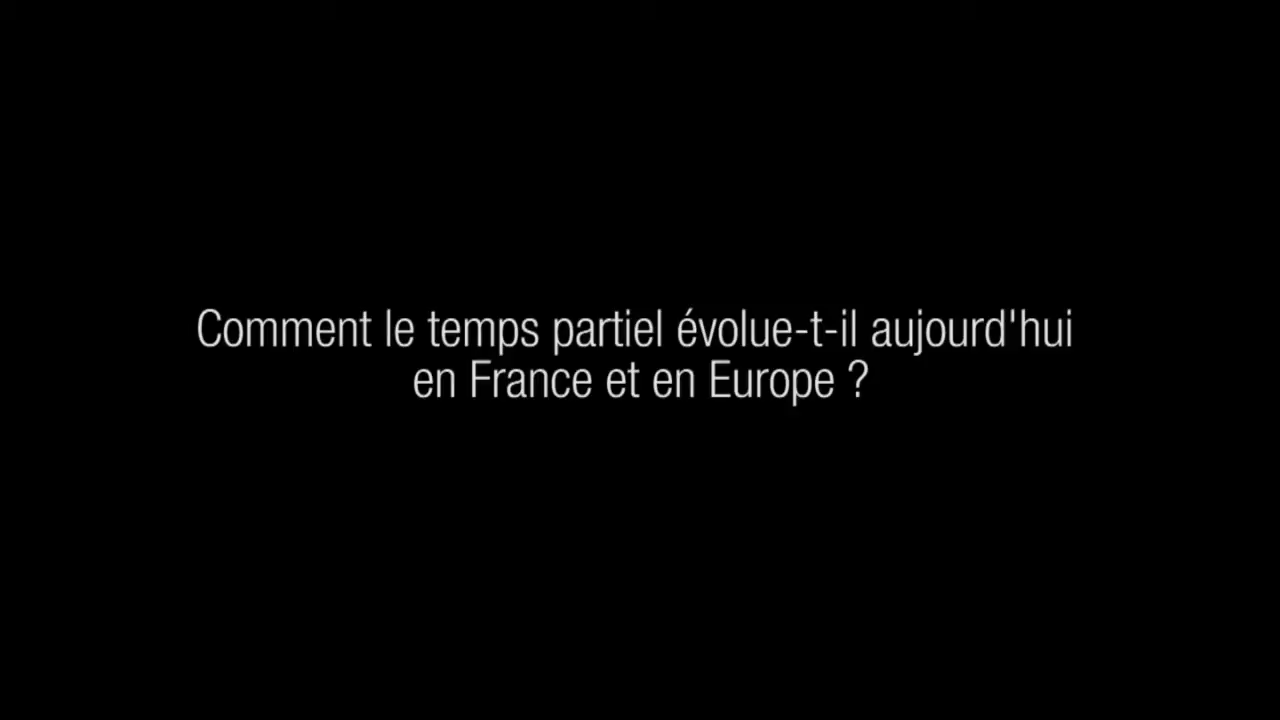 Comment le temps partiel évolue-t-il aujourd'hui
en France et en Europe ?